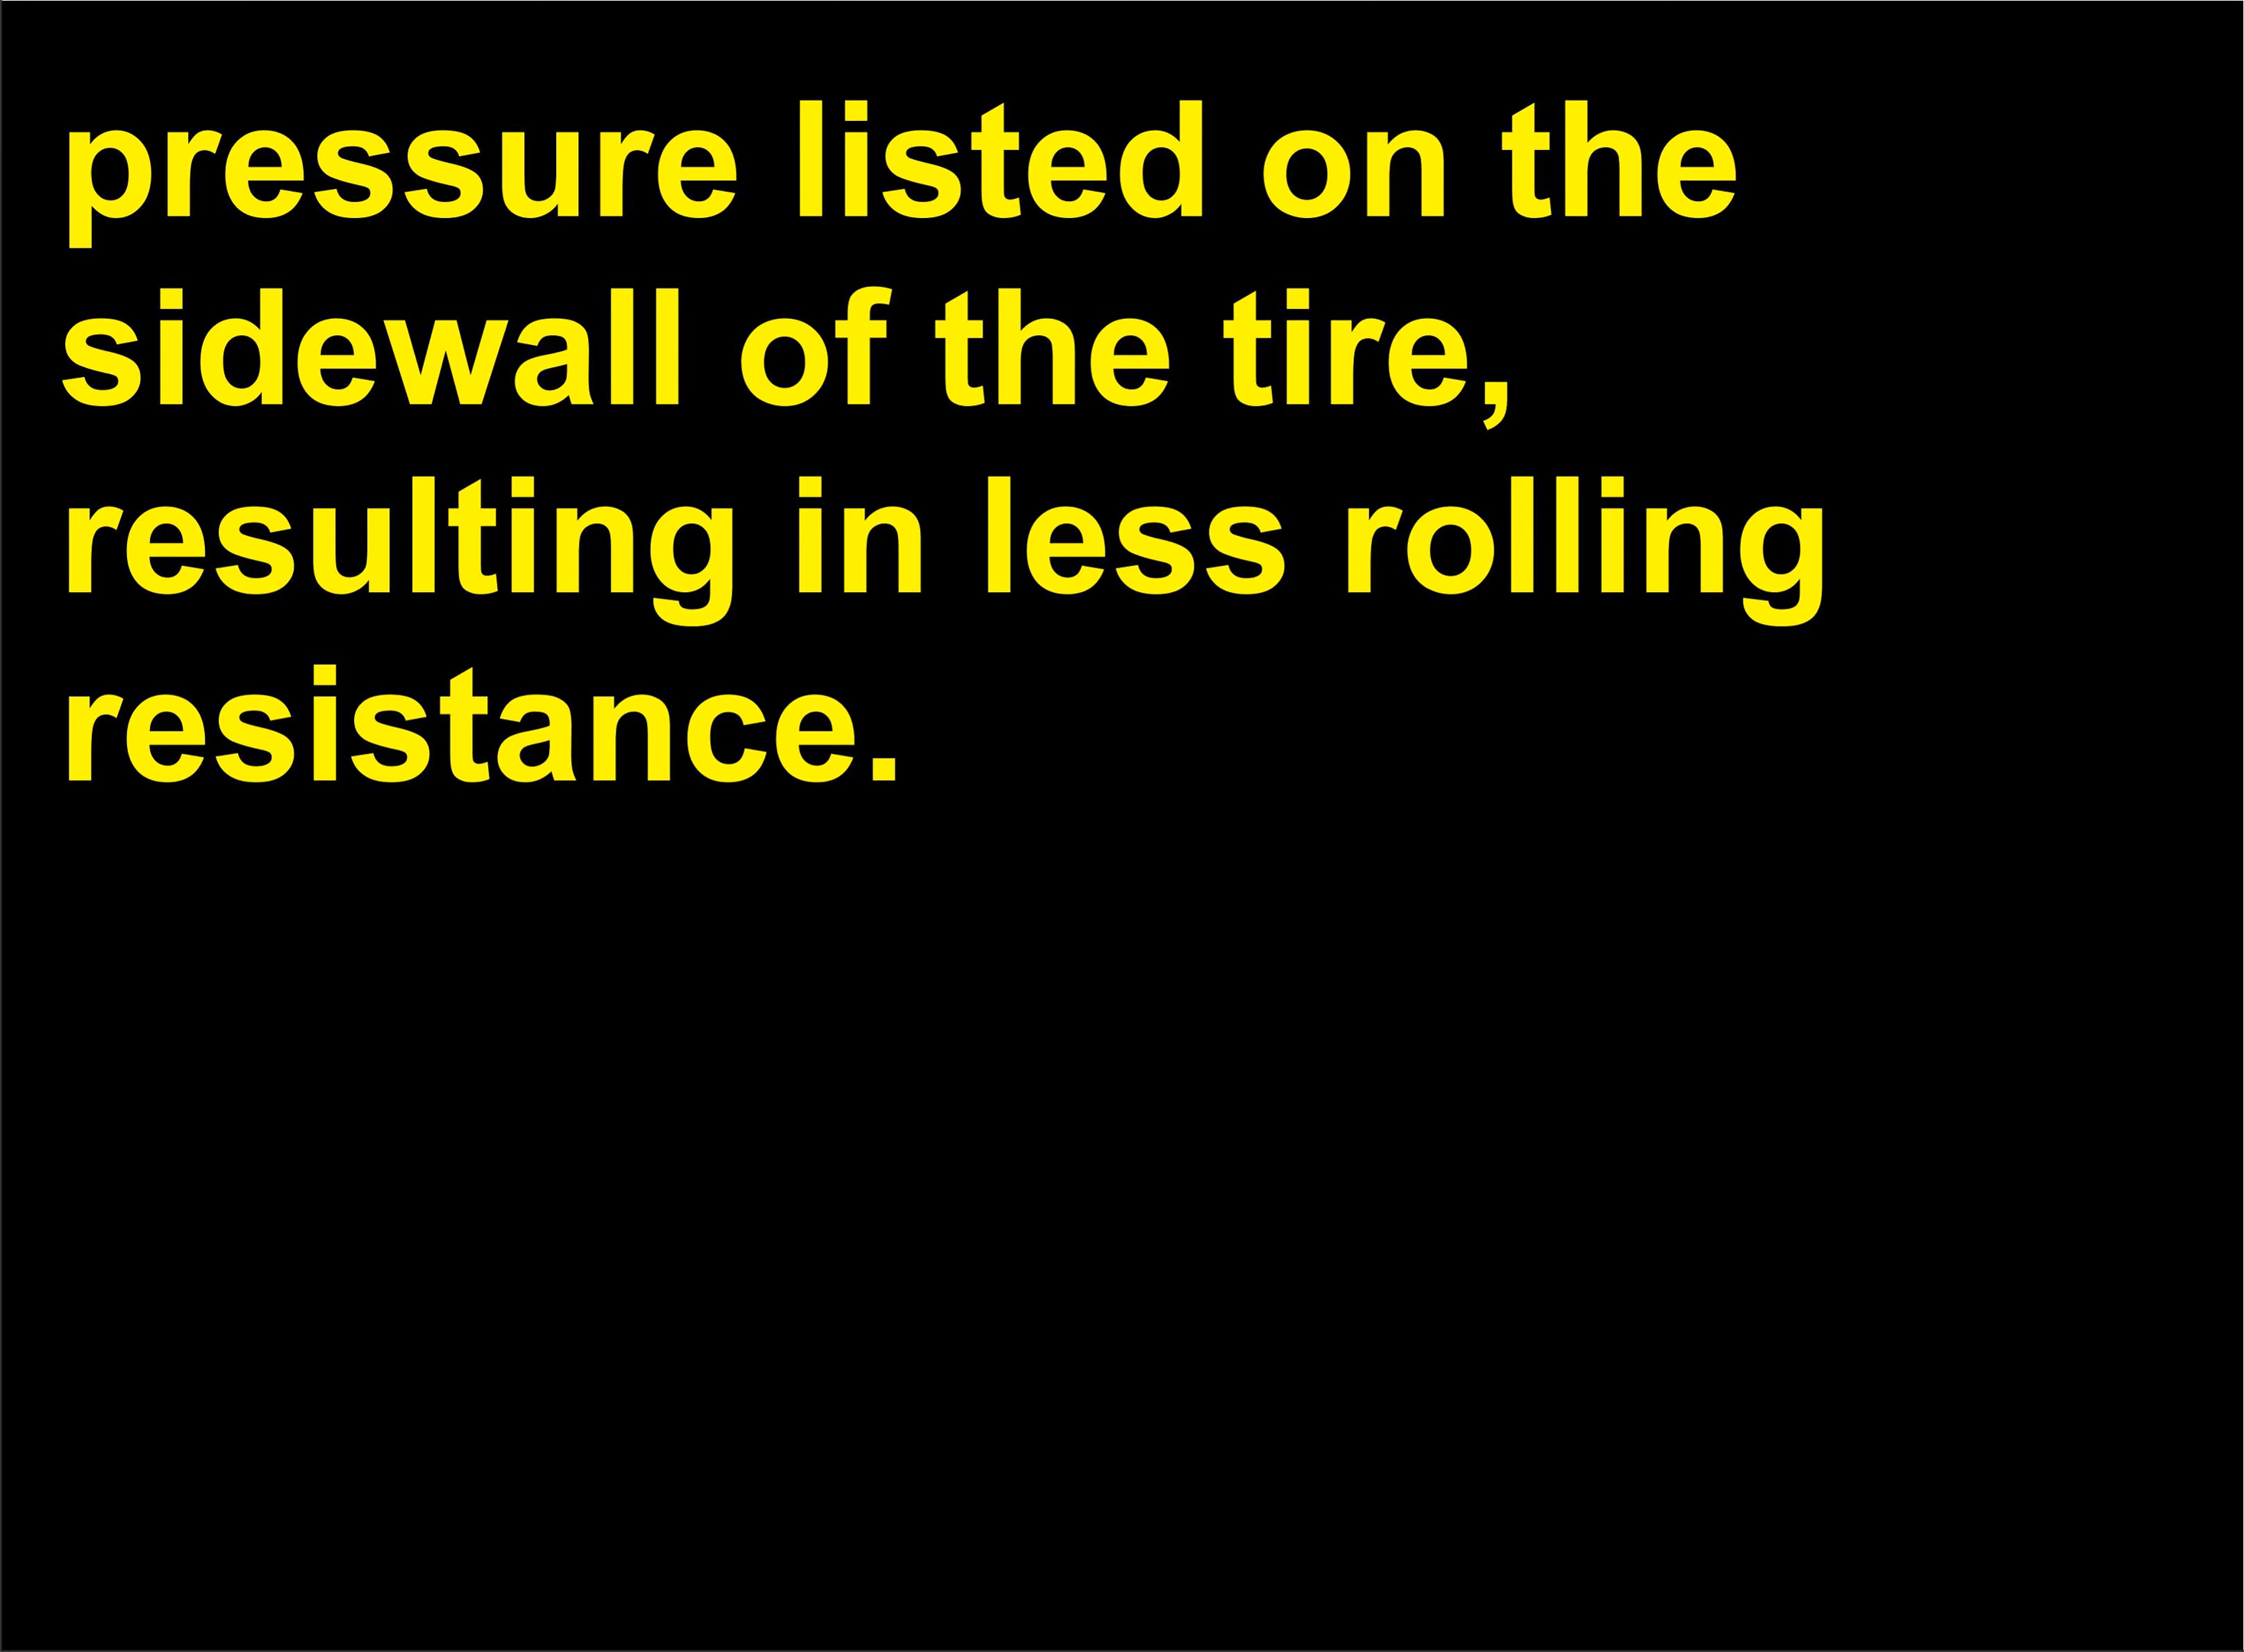 pressure listed on the
sidewall of the tire,
resulting in less rolling
resistance.